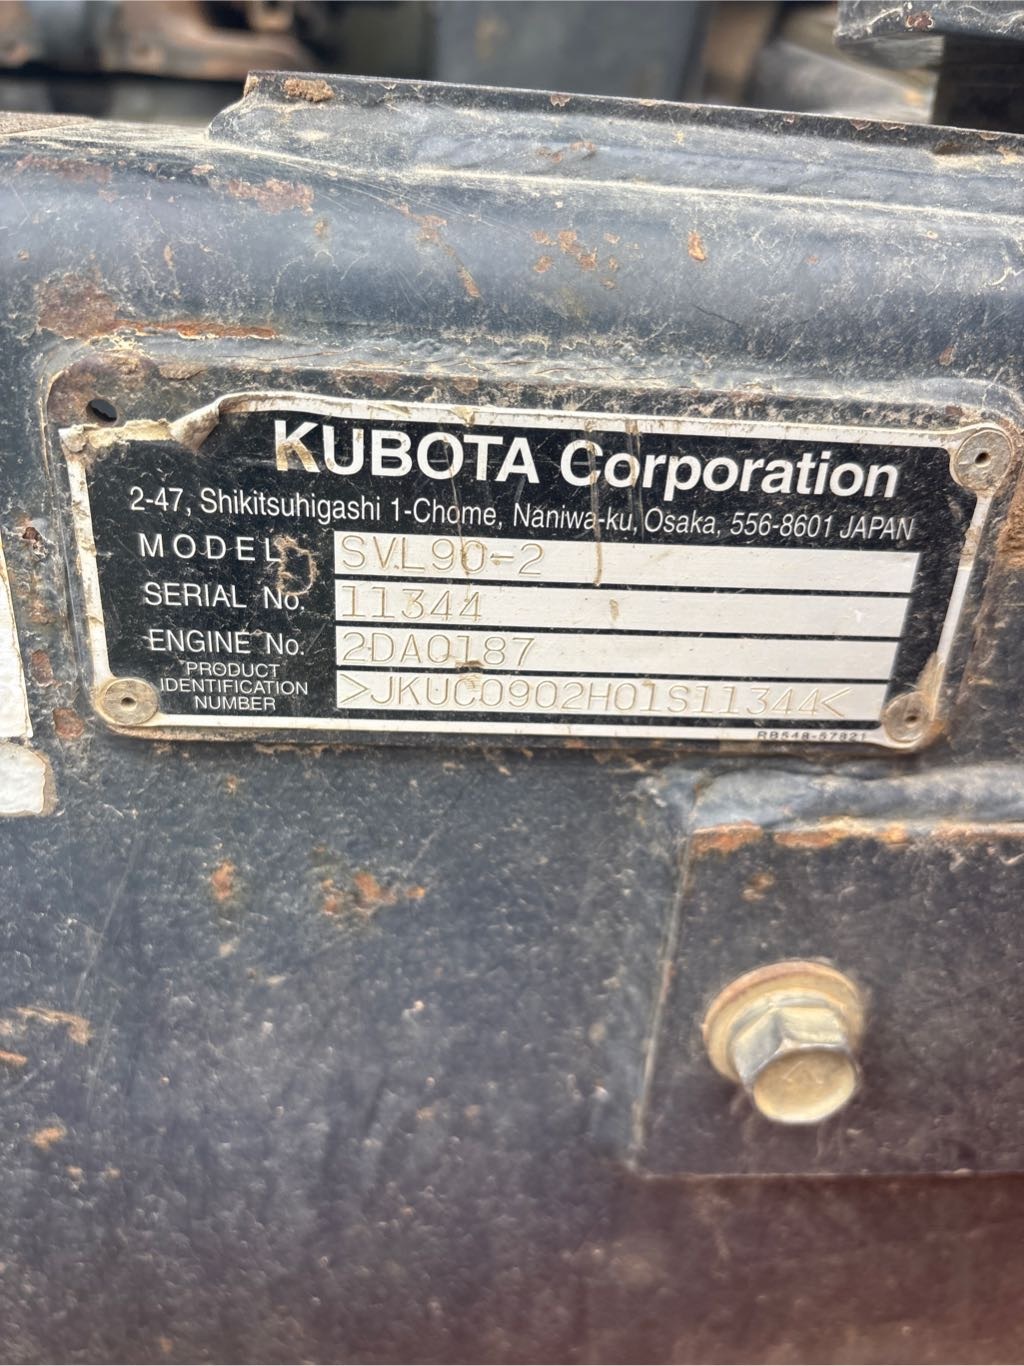 KUBOTA Corporation
2-47, Shikitsuhigashi 1-Chome, Naniwa-ku, Osaka, 556-8601 JAPAN
MODEL SVL90-2
SERIAL No. 11344
ENGINE No. 2DA0187
PRODUCT IDENTIFICATION NUMBER >JKUC0902H01S11344<
RB548-57821